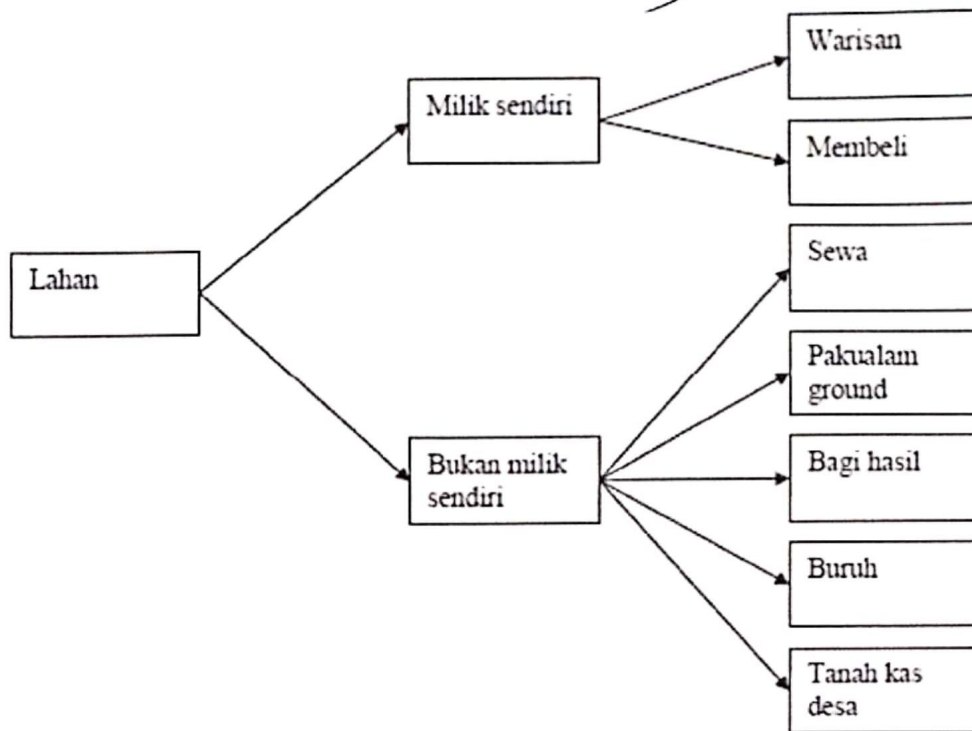 Lahan
Milik sendiri
Bukan milik
sendiri
Warisan
Membeli
Sewa
Pakualam
ground
Bagi hasil
Buruh
Tanah kas
desa